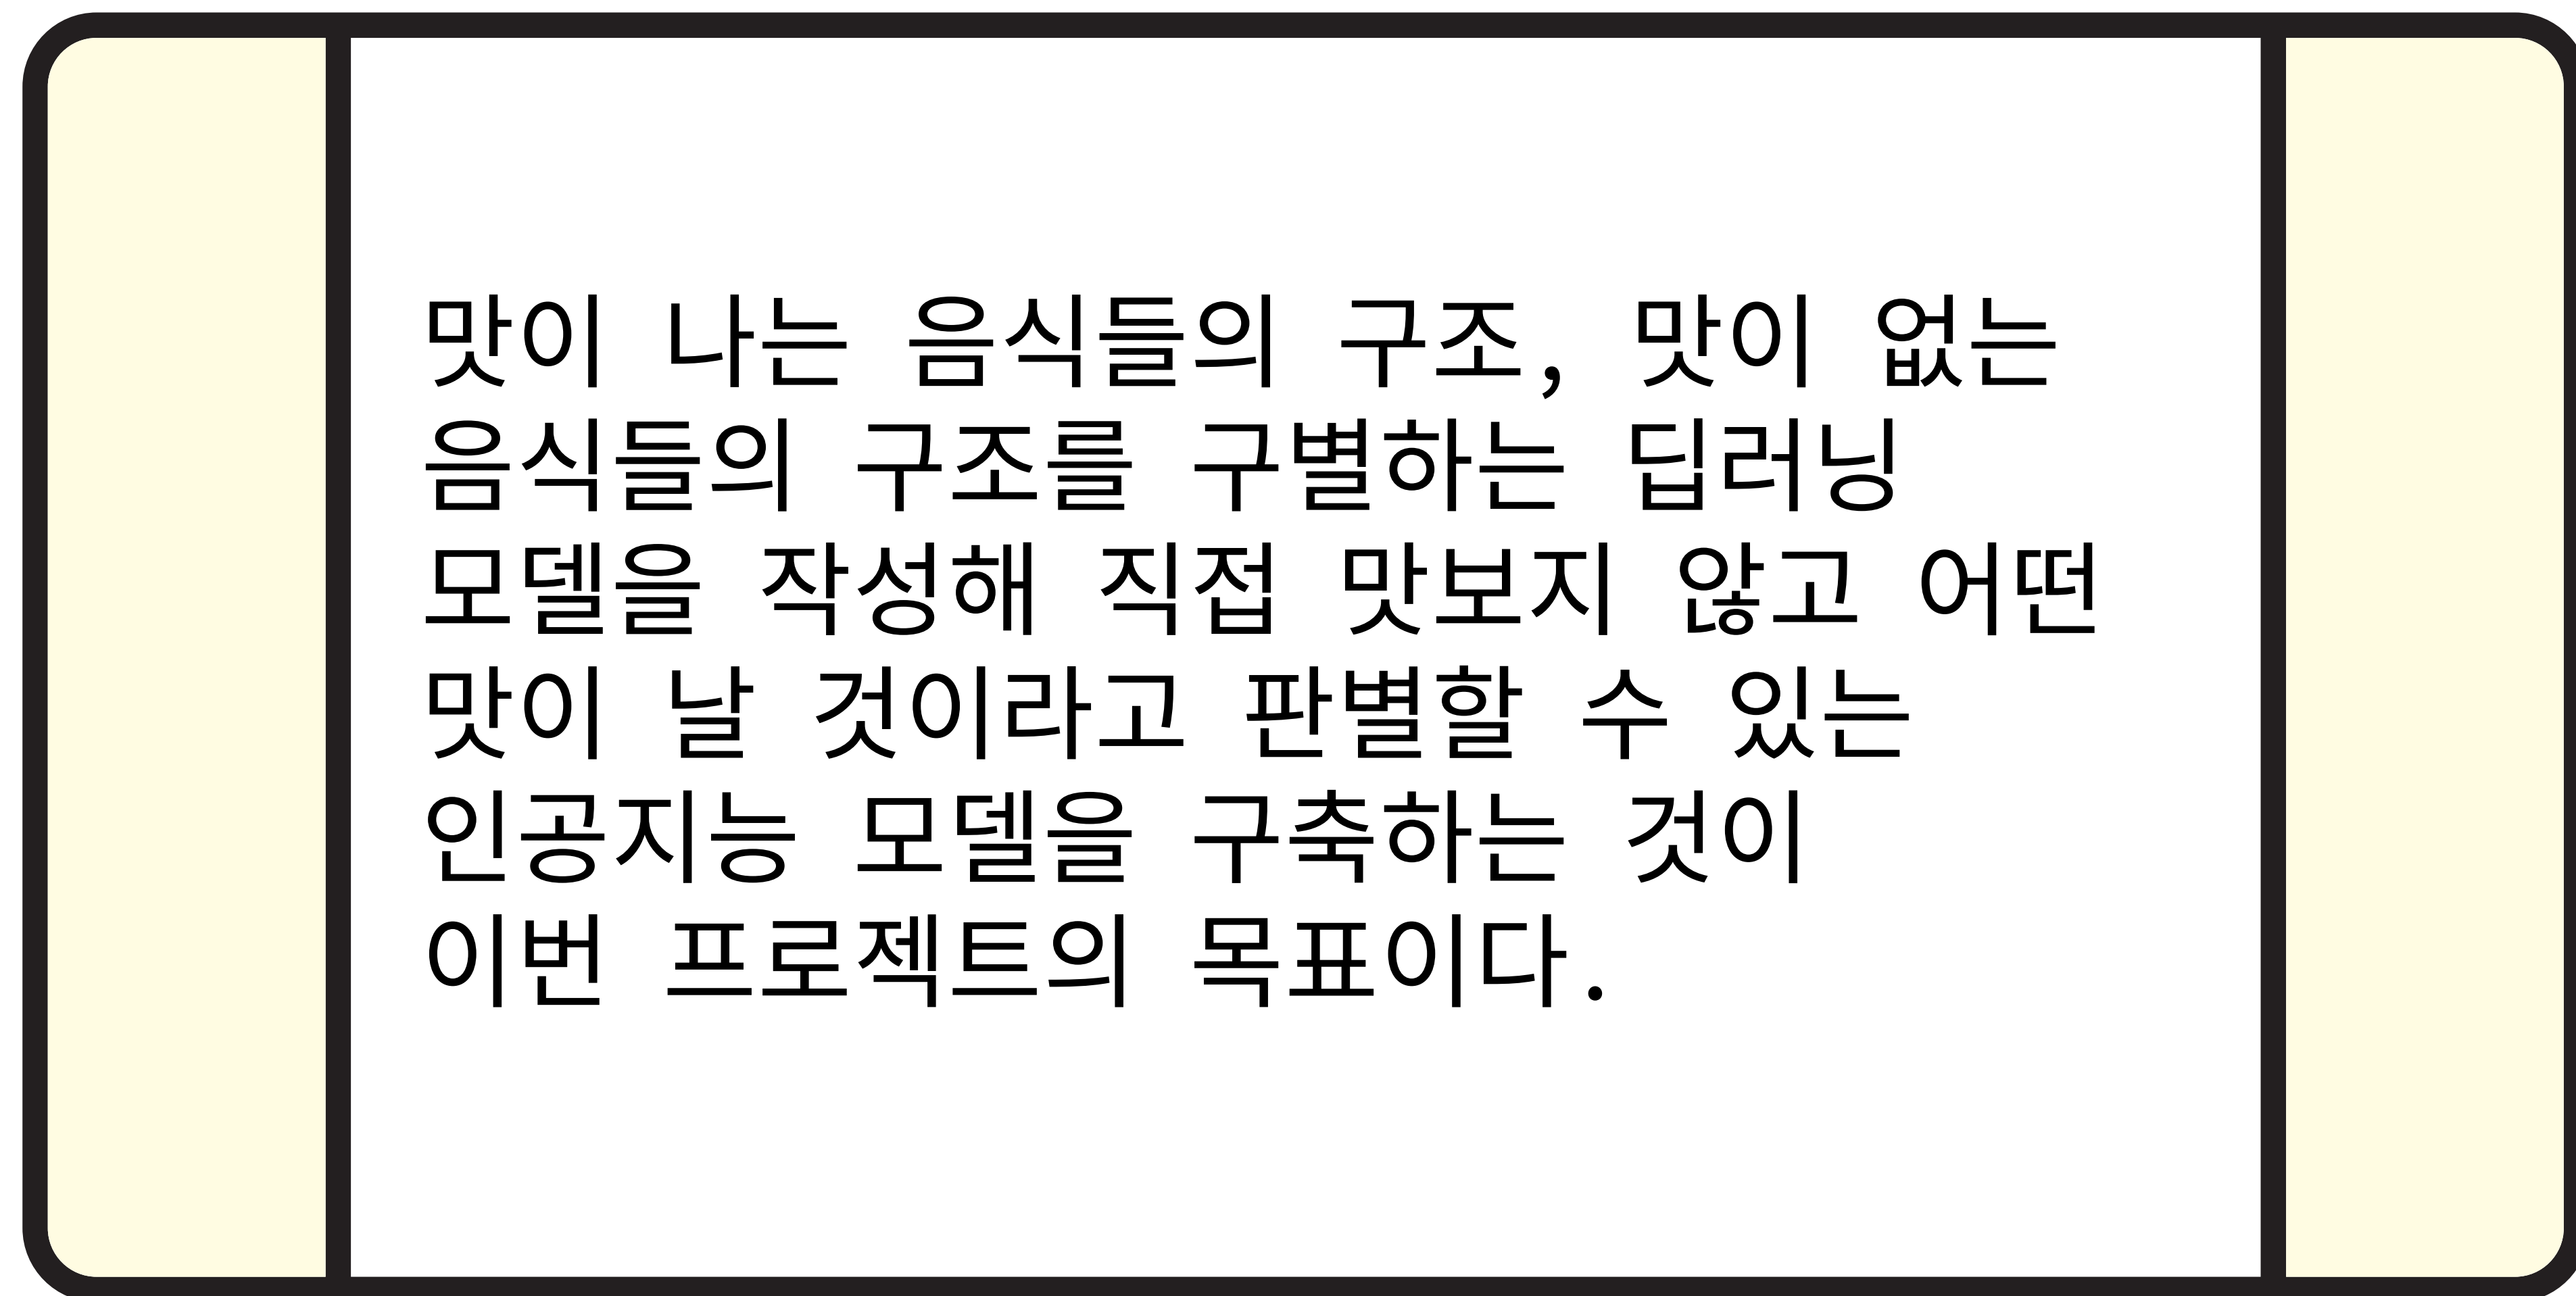 맛이 나는 음식들의 구조, 맛이 없는
음식들의 구조를 구별하는 딥러닝
모델을 작성해 직접 맛보지 않고 어떤
맛이 날 것이라고 판별할 수 있는
인공지능 모델을 구축하는 것이
이번 프로젝트의 목표이다.